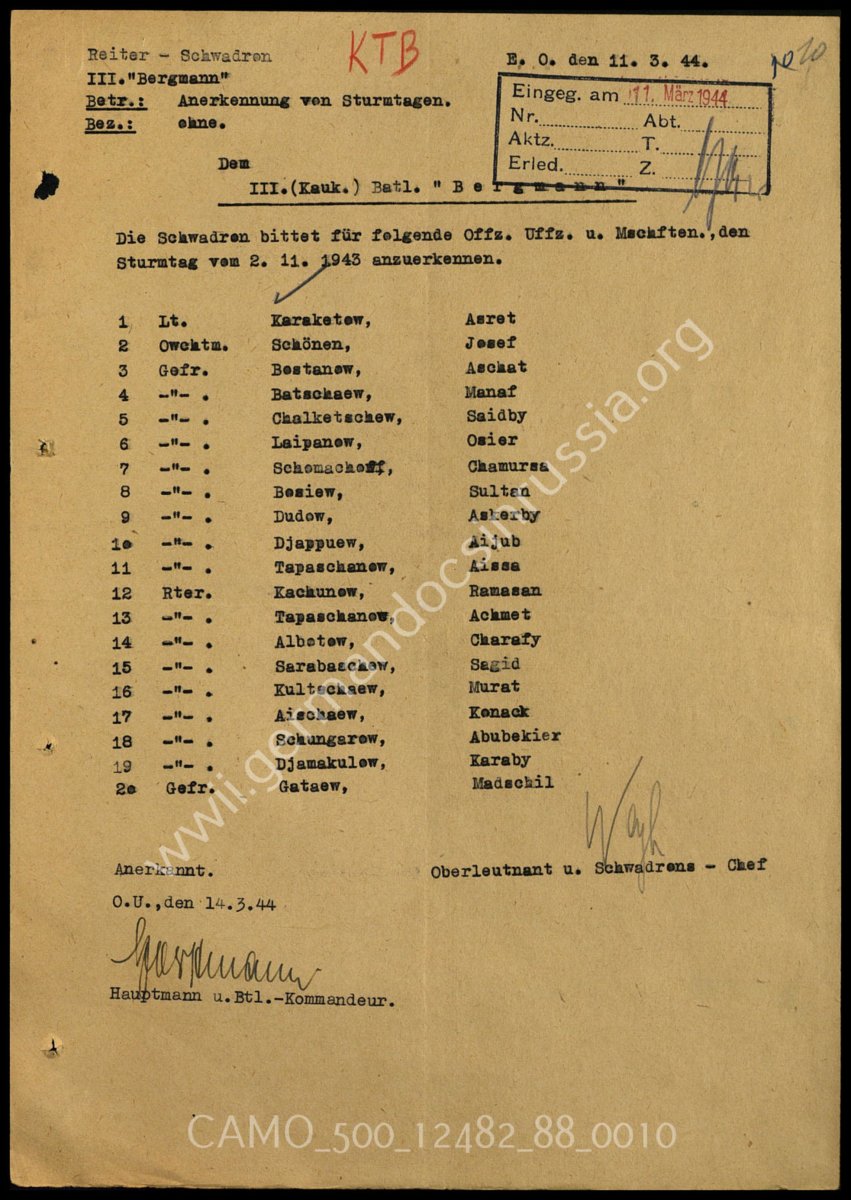 Reiter - Schwadron
KTB
E. O. den 11. 3. 44.
10
III."Bergmann"
Betr.: Anerkennung von Sturmtagen.
Bez.: ohne.
Eingeg. am 11. März 1944
Nr. Abt.
Aktz. T.
Erled. Z.
Dem
III.(Kauk.) Batl. "Bergmann"
Die Schwadron bittet für folgende Offz. Uffz. u. Mschften.,den
Sturmtag vom 2. 11. 1943 anzuerkennen.
1 Lt. Karaketow, Asret
2 Owchtm. Schönen, Josef
3 Gefr. Bostanow, Aschat
4 -"- . Batschaew, Manaf
5 -"- . Chalketschew, Saidby
6 -"- . Laipanow, Osier
7 -"- . Schomachoff, Chamursa
8 -"- . Bosiew, Sultan
9 -"- . Dudow, Askerby
1o -"- . Djappuew, Aijub
11 -"- . Tapaschanow, Aissa
12 Rter. Kachunow, Ramasan
13 -"- . Tapaschanow, Achmet
14 -"- . Albotow, Charafy
15 -"- . Sarabaschew, Sagid
16 -"- . Kultschaew, Murat
17 -"- . Aischaew, Konack
18 -"- . Schungarow, Abubekier
19 -"- . Djamakulow, Karaby
2o Gefr. Gataew, Madschil
Anerkannt.
Oberleutnant u. Schwadrons - Chef
O.U.,den 14.3.44
Hauptmann u.Btl.-Kommandeur.
www.germandocsinrussia.org
CAMO_500_12482_88_0010